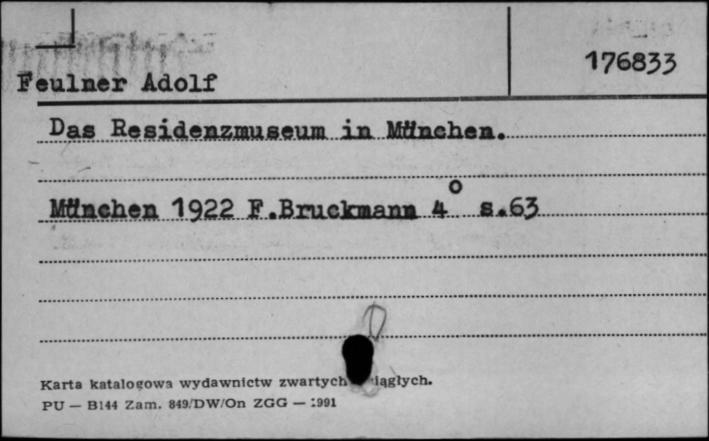 176833
Feulner Adolf
Das Residenzmuseum in München.
München 1922 F.Bruckmann 4° s.63
Karta katalogowa wydawnictw zwartych
PU — B144 Zam. 849/DW/On ZGG — 1991